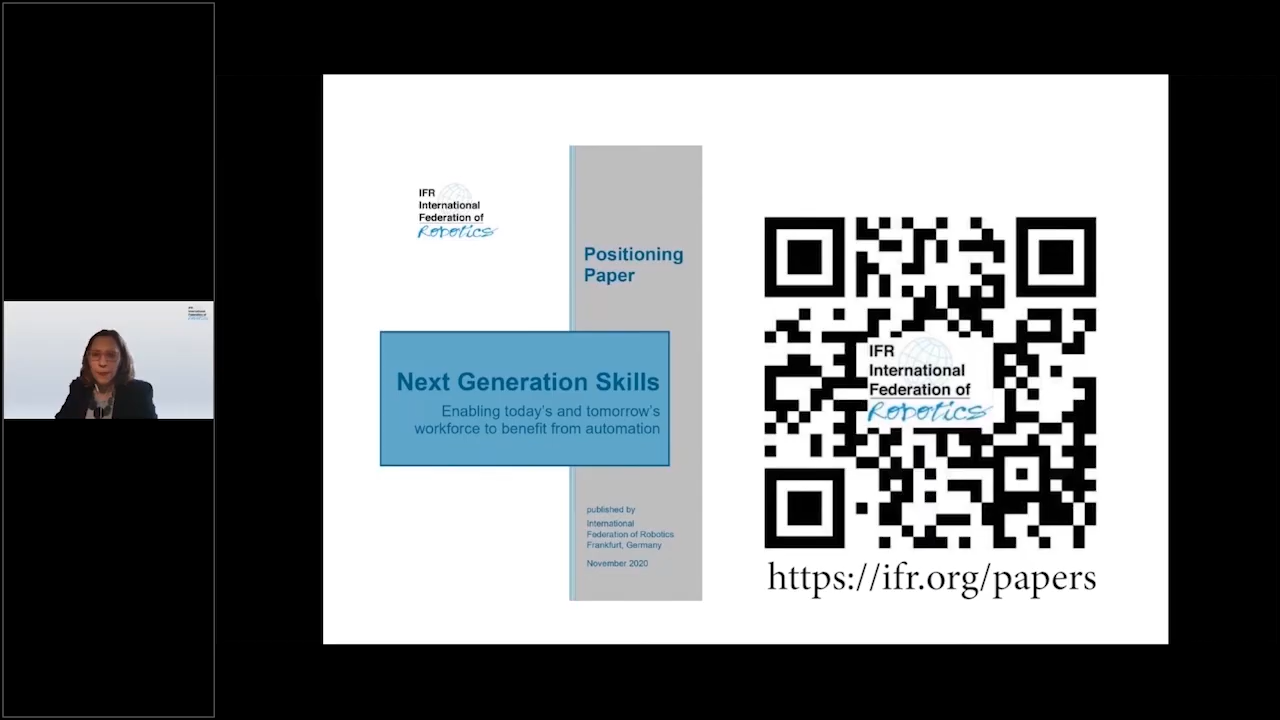 IFR
International
Federation of
Robotics
Positioning
Paper
Next Generation Skills
Enabling today's and tomorrow's
workforce to benefit from automation
published by
International
Federation of Robotics
Frankfurt, Germany
November 2020
IFR
International
Federation of
Robotics
https://ifr.org/papers